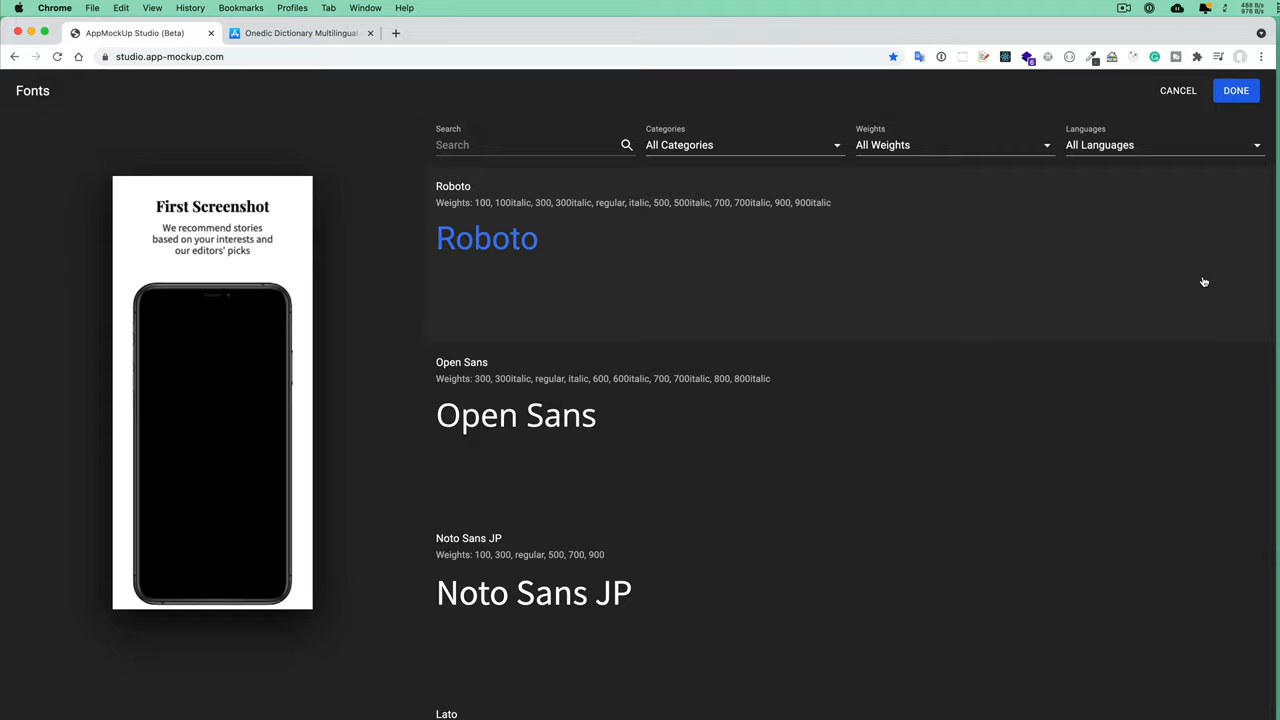 Chrome File Edit View History Bookmarks Profiles Tab Window Help
488 B/s
976 B/s
AppMockUp Studio (Beta)
Onedic Dictionary Multilingual
studio.app-mockup.com
Fonts
CANCEL
DONE
Search
Categories
Weights
Languages
Search
All Categories
All Weights
All Languages
First Screenshot
We recommend stories
based on your interests and
our editors' picks
Roboto
Weights: 100, 100italic, 300, 300italic, regular, italic, 500, 500italic, 700, 700italic, 900, 900italic
Roboto
Open Sans
Weights: 300, 300italic, regular, italic, 600, 600italic, 700, 700italic, 800, 800italic
Open Sans
Noto Sans JP
Weights: 100, 300, regular, 500, 700, 900
Noto Sans JP
Lato